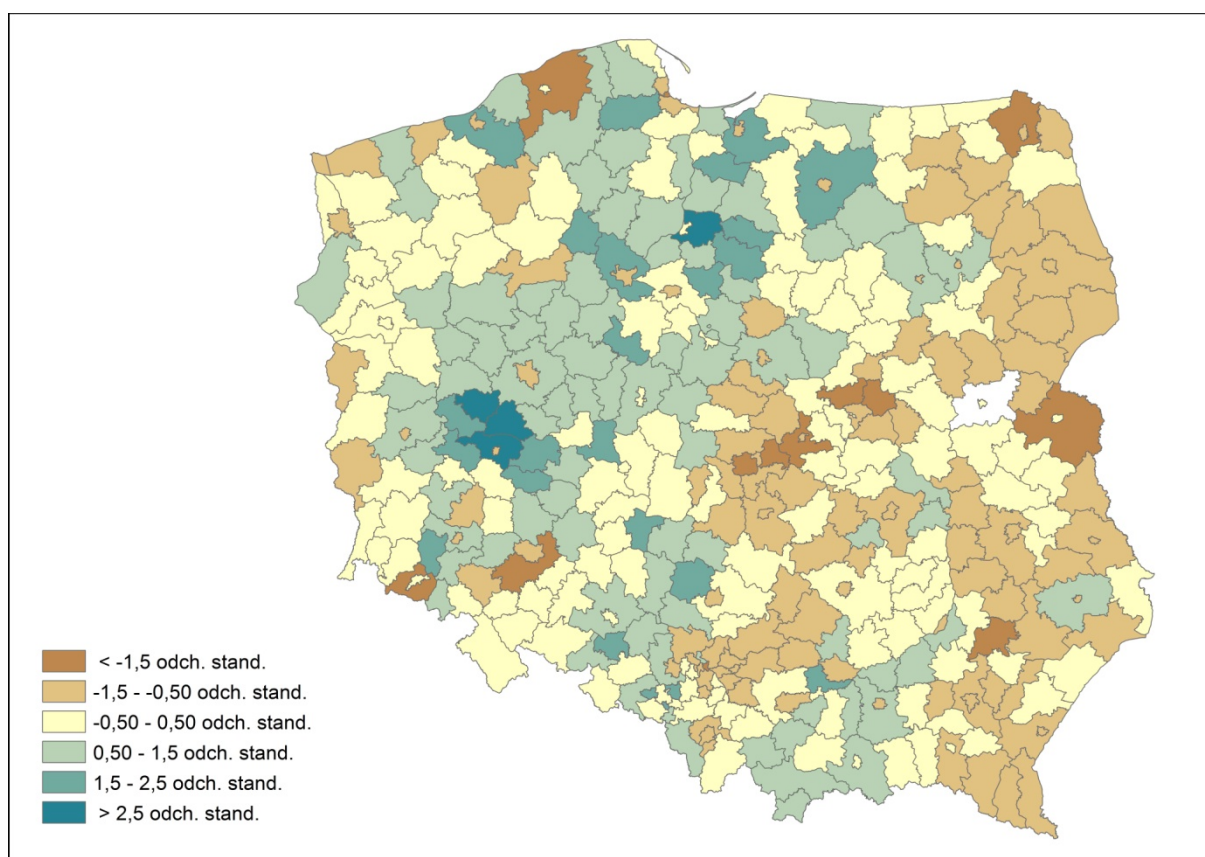 < -1,5 odch. stand.
-1,5 - -0,50 odch. stand.
-0,50 - 0,50 odch. stand.
0,50 - 1,5 odch. stand.
1,5 - 2,5 odch. stand.
> 2,5 odch. stand.